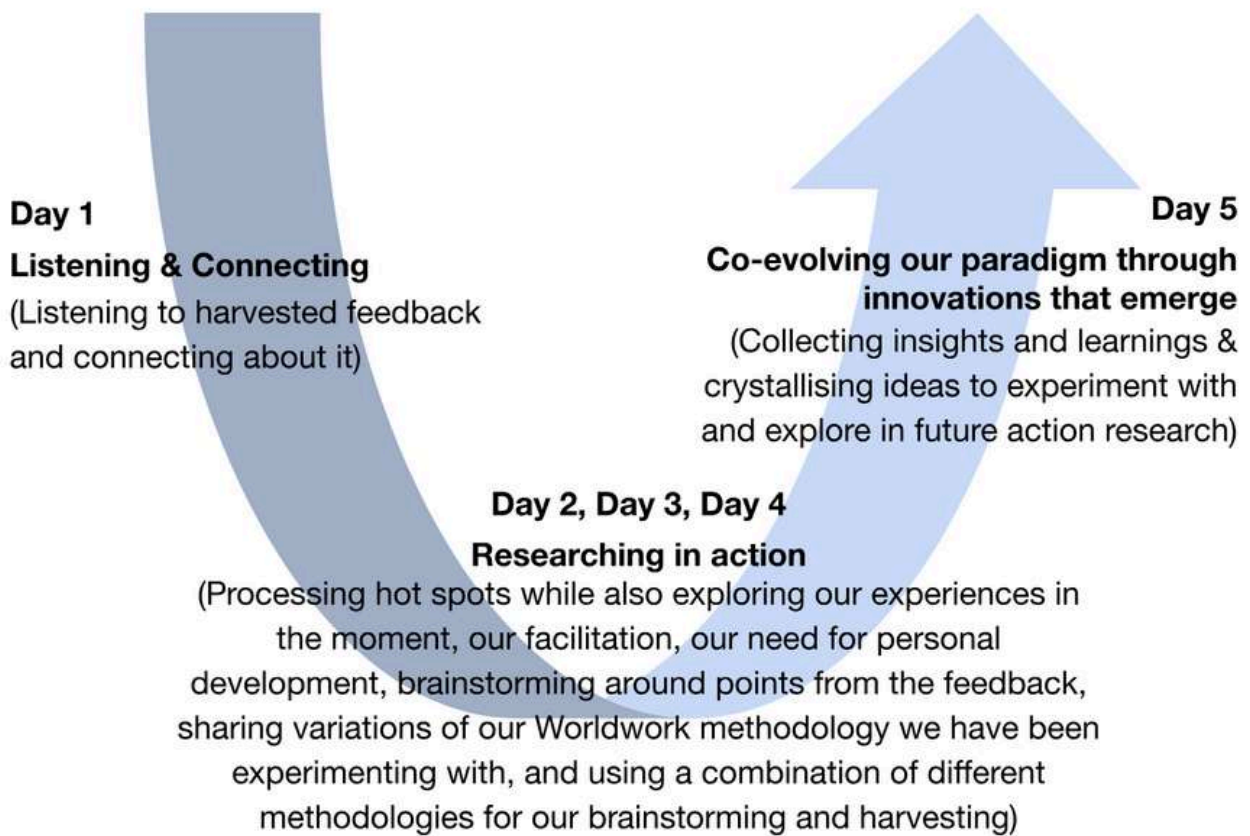 Day 1
Listening & Connecting
(Listening to harvested feedback
and connecting about it)
Day 2, Day 3, Day 4
Researching in action
(Processing hot spots while also exploring our experiences in
the moment, our facilitation, our need for personal
development, brainstorming around points from the feedback,
sharing variations of our Worldwork methodology we have been
experimenting with, and using a combination of different
methodologies for our brainstorming and harvesting)
Day 5
Co-evolving our paradigm through
innovations that emerge
(Collecting insights and learnings &
crystallising ideas to experiment with
and explore in future action research)